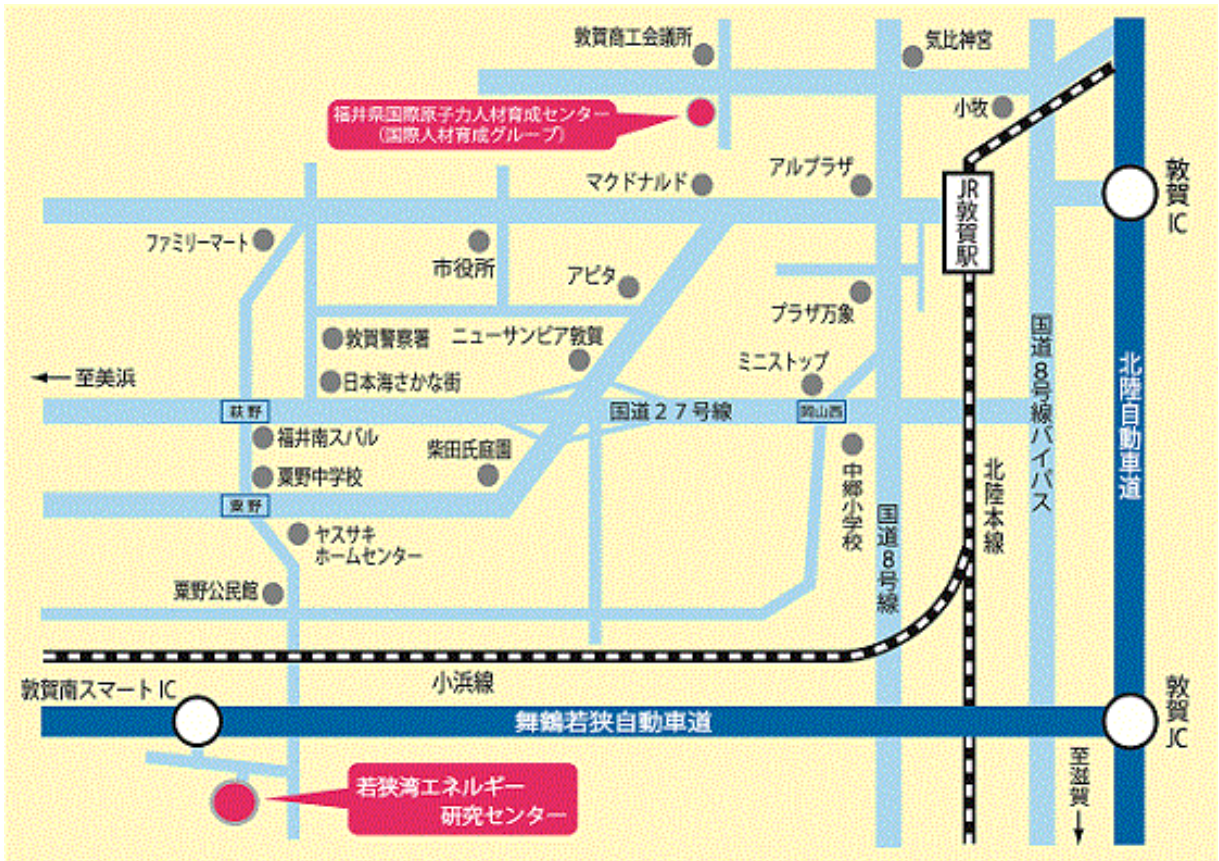 敦賀商工会議所
気比神宮
福井県国際原子力人材育成センター
（国際人材育成グループ）
小牧
マクドナルド
アルプラザ
敦賀
IC
JR敦賀駅
ファミリーマート
市役所
アピタ
プラザ万象
敦賀警察署
ニューサンピア敦賀
ミニストップ
国道８号線バイパス
北陸自動車道
至美浜
日本海さかな街
萩野
国道２７号線
岡山西
福井南スバル
柴田氏庭園
粟野中学校
中郷小学校
北陸本線
粟野
国道８号線
ヤスサキ
ホームセンター
粟野公民館
小浜線
敦賀南スマートIC
舞鶴若狭自動車道
敦賀
JC
若狭湾エネルギー
研究センター
至滋賀